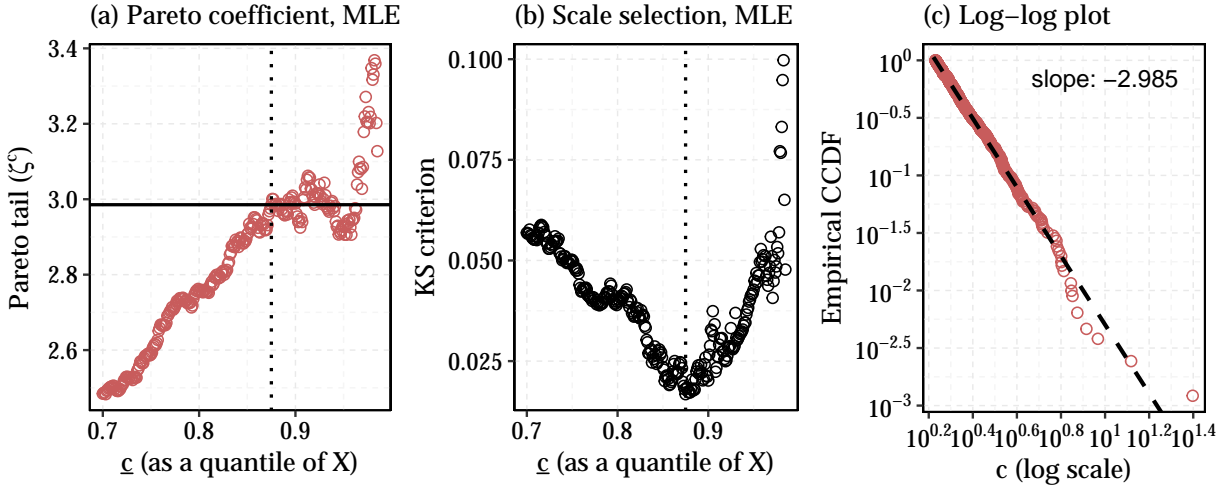 (a) Pareto coefficient, MLE
Pareto tail (ζ^c)
3.4
3.2
3.0
2.8
2.6
0.7
0.8
0.9
c (as a quantile of X)
(b) Scale selection, MLE
KS criterion
0.100
0.075
0.050
0.025
0.7
0.8
0.9
c (as a quantile of X)
(c) Log−log plot
Empirical CCDF
slope: −2.985
10^0
10^−0.5
10^−1
10^−1.5
10^−2
10^−2.5
10^−3
10^0.2
10^0.4
10^0.6
10^0.8
10^1
10^1.2
10^1.4
c (log scale)